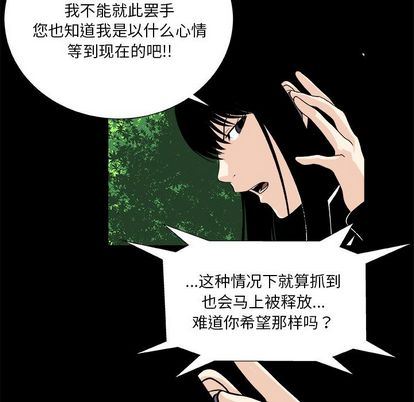 我不能就此罢手
您也知道我是以什么心情
等到现在的吧!!
...这种情况下就算抓到
也会马上被释放...
难道你希望那样吗？